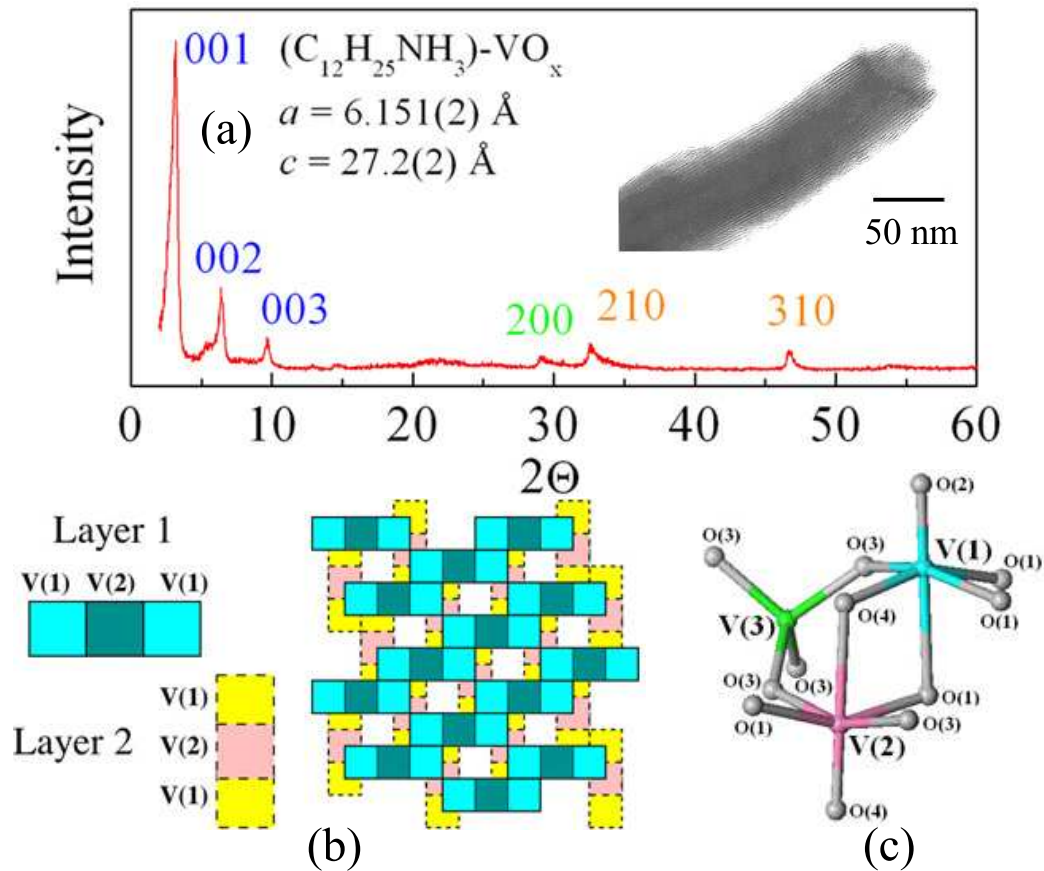 001
(C₁₂H₂₅NH₃)-VOₓ
(a)
a = 6.151(2) Å
c = 27.2(2) Å
50 nm
Intensity
002
003
200
210
310
0 10 20 30 40 50 60
2Θ
Layer 1
V(1) V(2) V(1)
Layer 2
V(1)
V(2)
V(1)
(b)
O(2)
O(3)
O(3)
V(1)
O(1)
O(1)
O(4)
V(3)
O(3)
O(3)
O(1)
O(1)
O(3)
V(2)
O(4)
(c)